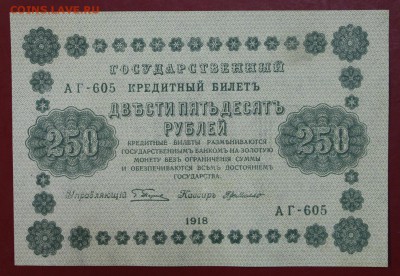 COINS.LAVE.RU
ГОСУДАРСТВЕННЫЙ
АГ-605 КРЕДИТНЫЙ БИЛЕТЪ
ДВѢСТИ ПЯТЬДЕСЯТЪ
РУБЛЕЙ
250 250
КРЕДИТНЫЕ БИЛЕТЫ РАЗМѢНИВАЮТСЯ
ГОСУДАРСТВЕННЫМЪ БАНКОМЪ НА ЗОЛОТУЮ
МОНЕТУ БЕЗЪ ОГРАНИЧЕНІЯ СУММЫ
И ОБЕЗПЕЧИВАЮТСЯ ВСѢМЪ ДОСТОЯНІЕМЪ
ГОСУДАРСТВА.
Управляющій Кассиръ
АГ-605
1918